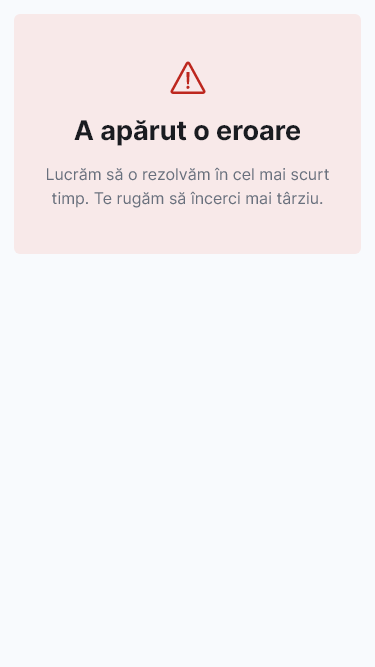 A apărut o eroare
Lucrăm să o rezolvăm în cel mai scurt
timp. Te rugăm să încerci mai târziu.